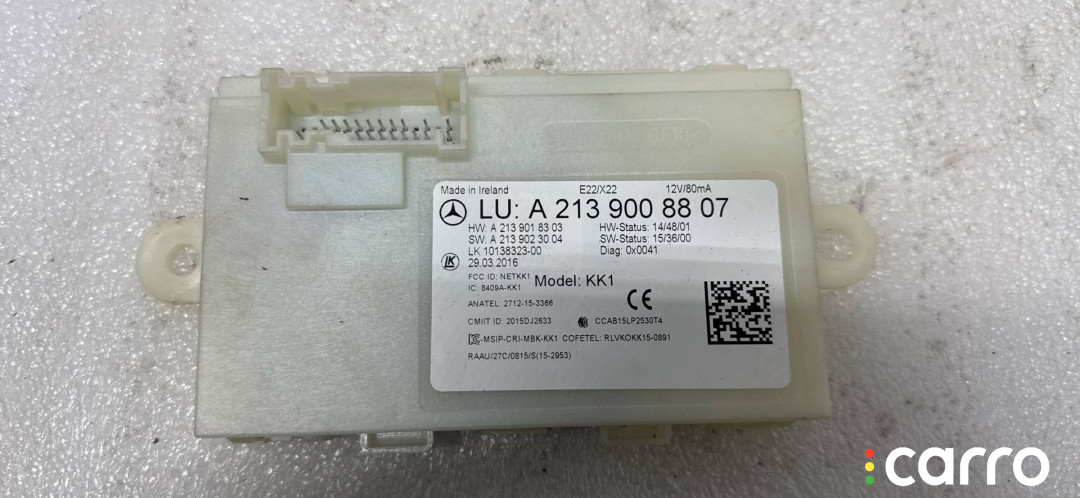 Made in Ireland E22/X22 12V/80mA
LU: A 213 900 88 07
HW: A 213 901 83 03 HW-Status: 14/48/01
SW: A 213 902 30 04 SW-Status: 15/36/00
LK 10138323-00 Diag: 0x0041
LK 29.03.2016
FCC ID: NETKK1 Model: KK1
IC: 8409A-KK1
ANATEL: 2712-15-3366 CE
CMIIT ID: 2015DJ2633 CCAB15LP2530T4
MSIP-CRI-MBK-KK1 COFETEL: RLVKOKK15-0891
RAAU/27C/0815/S(15-2953)
carro